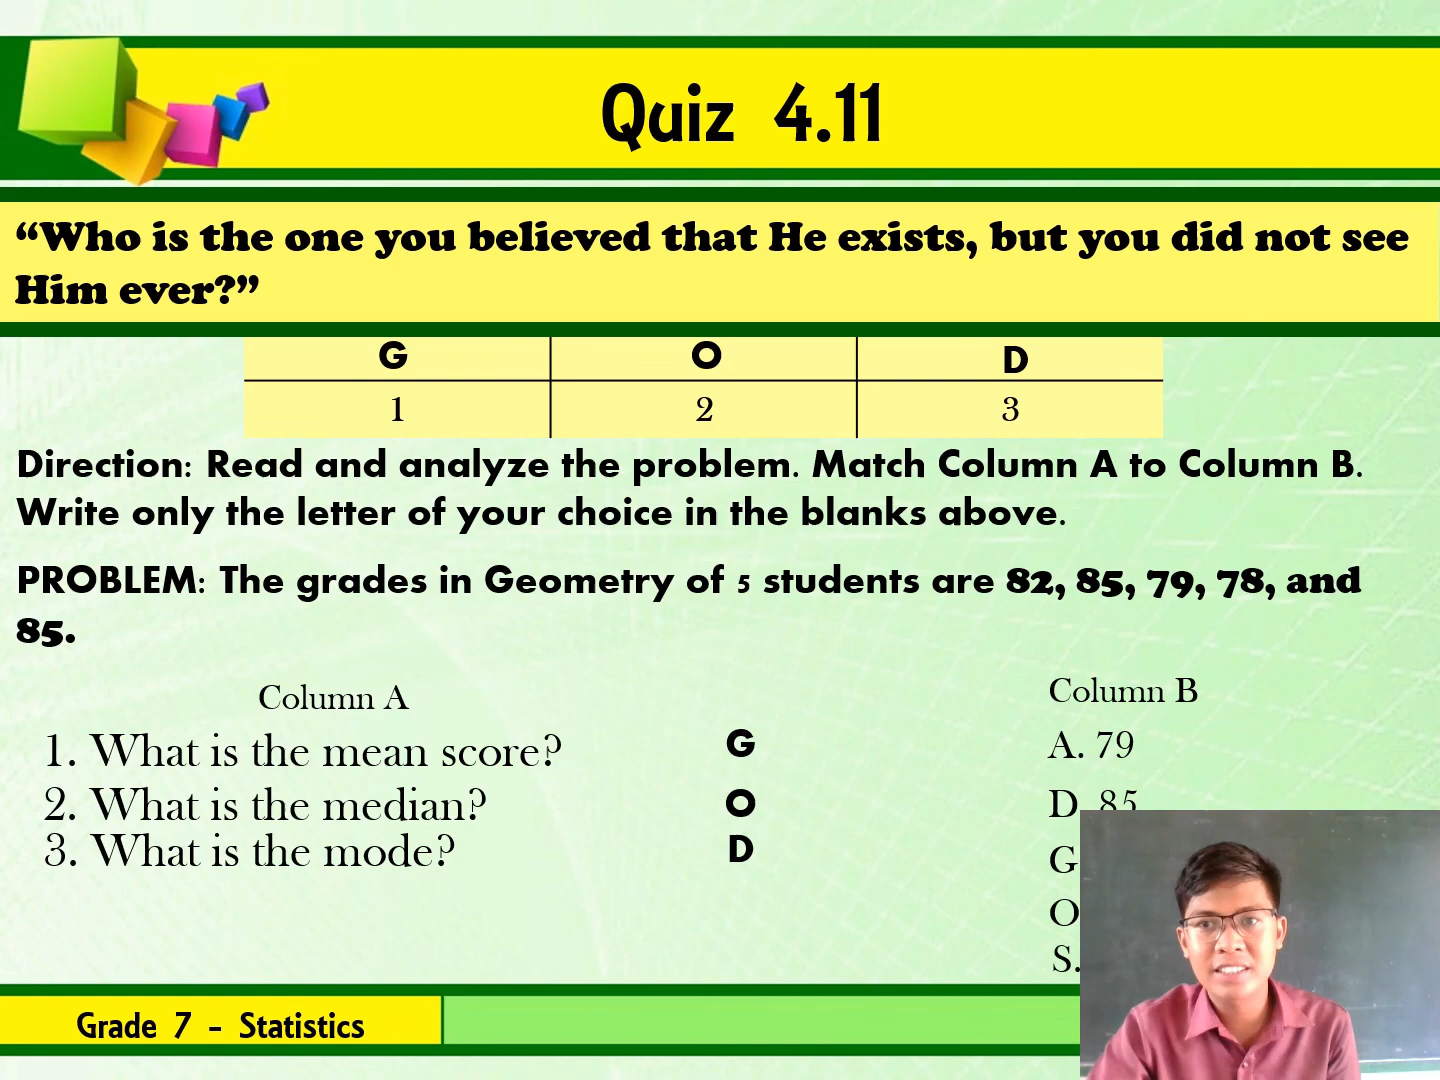 Quiz 4.11
“Who is the one you believed that He exists, but you did not see
Him ever?”
G O D
1 2 3
Direction: Read and analyze the problem. Match Column A to Column B.
Write only the letter of your choice in the blanks above.
PROBLEM: The grades in Geometry of 5 students are 82, 85, 79, 78, and
85.
Column A Column B
1. What is the mean score? G A. 79
2. What is the median? O D. 85
3. What is the mode? D G
O
S.
Grade 7 - Statistics